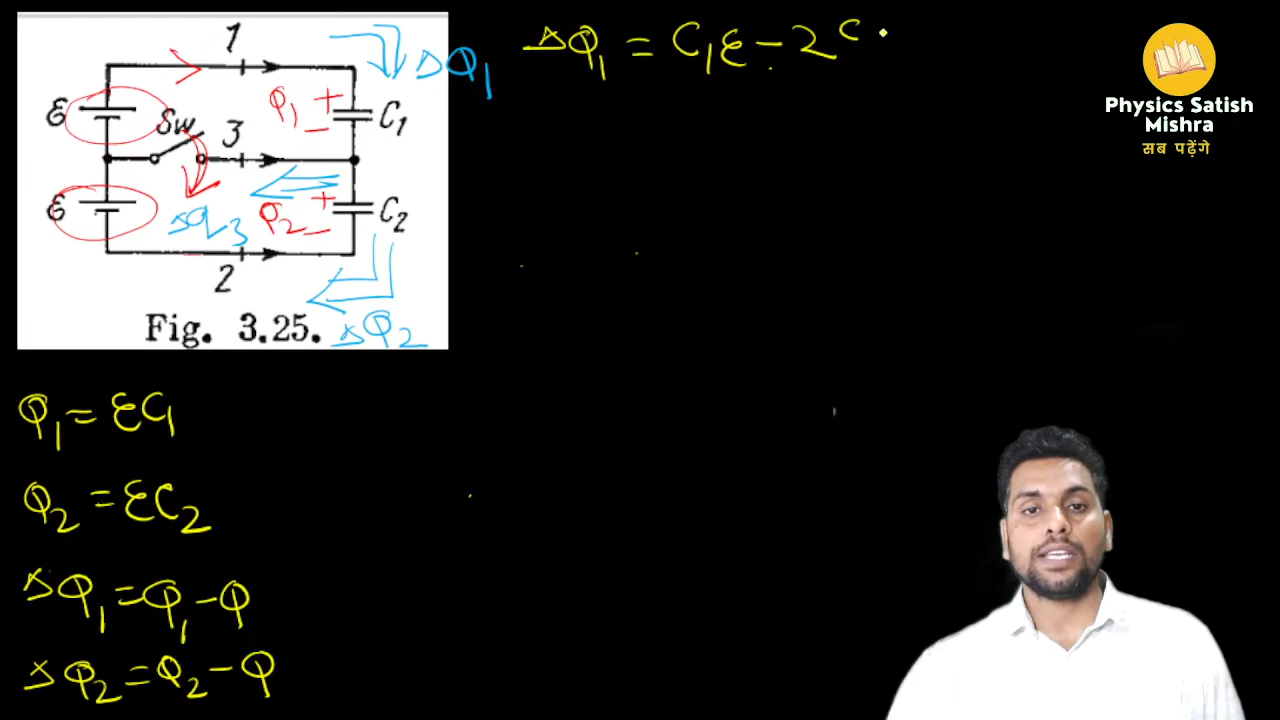 1
ε
Sw
3
ε
2
C₁
C₂
Fig. 3.25.
Q₁ + −
Q₂ + −
ΔQ₁
Δq₃
ΔQ₂
ΔQ₁ = C₁ε − 2C
Physics Satish
Mishra
सब पढ़ेंगे
Q₁ = εC₁
Q₂ = εC₂
ΔQ₁ = Q₁ − Q
ΔQ₂ = Q₂ − Q